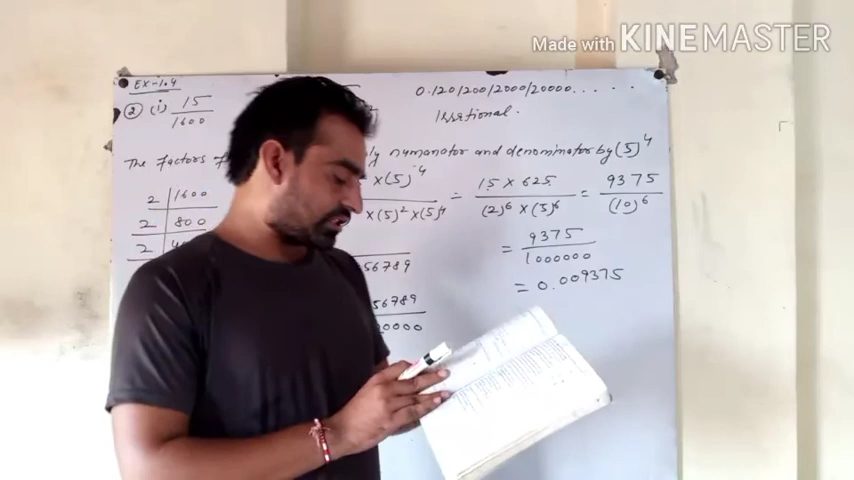 Made with KINEMASTER
EX-1.4
② (i) 15/1600
0.120/200/2000/20000......
Irrational.
The Factors
numanator and denominator by (5)^4
2 | 1600
2 | 800
2 |
× (5)^4
× (5)^2 × (5)^4
= 15 × 625 / (2)^6 × (5)^6 = 9375 / (10)^6
= 9375 / 1000000
= 0.009375
56789
56789
0000